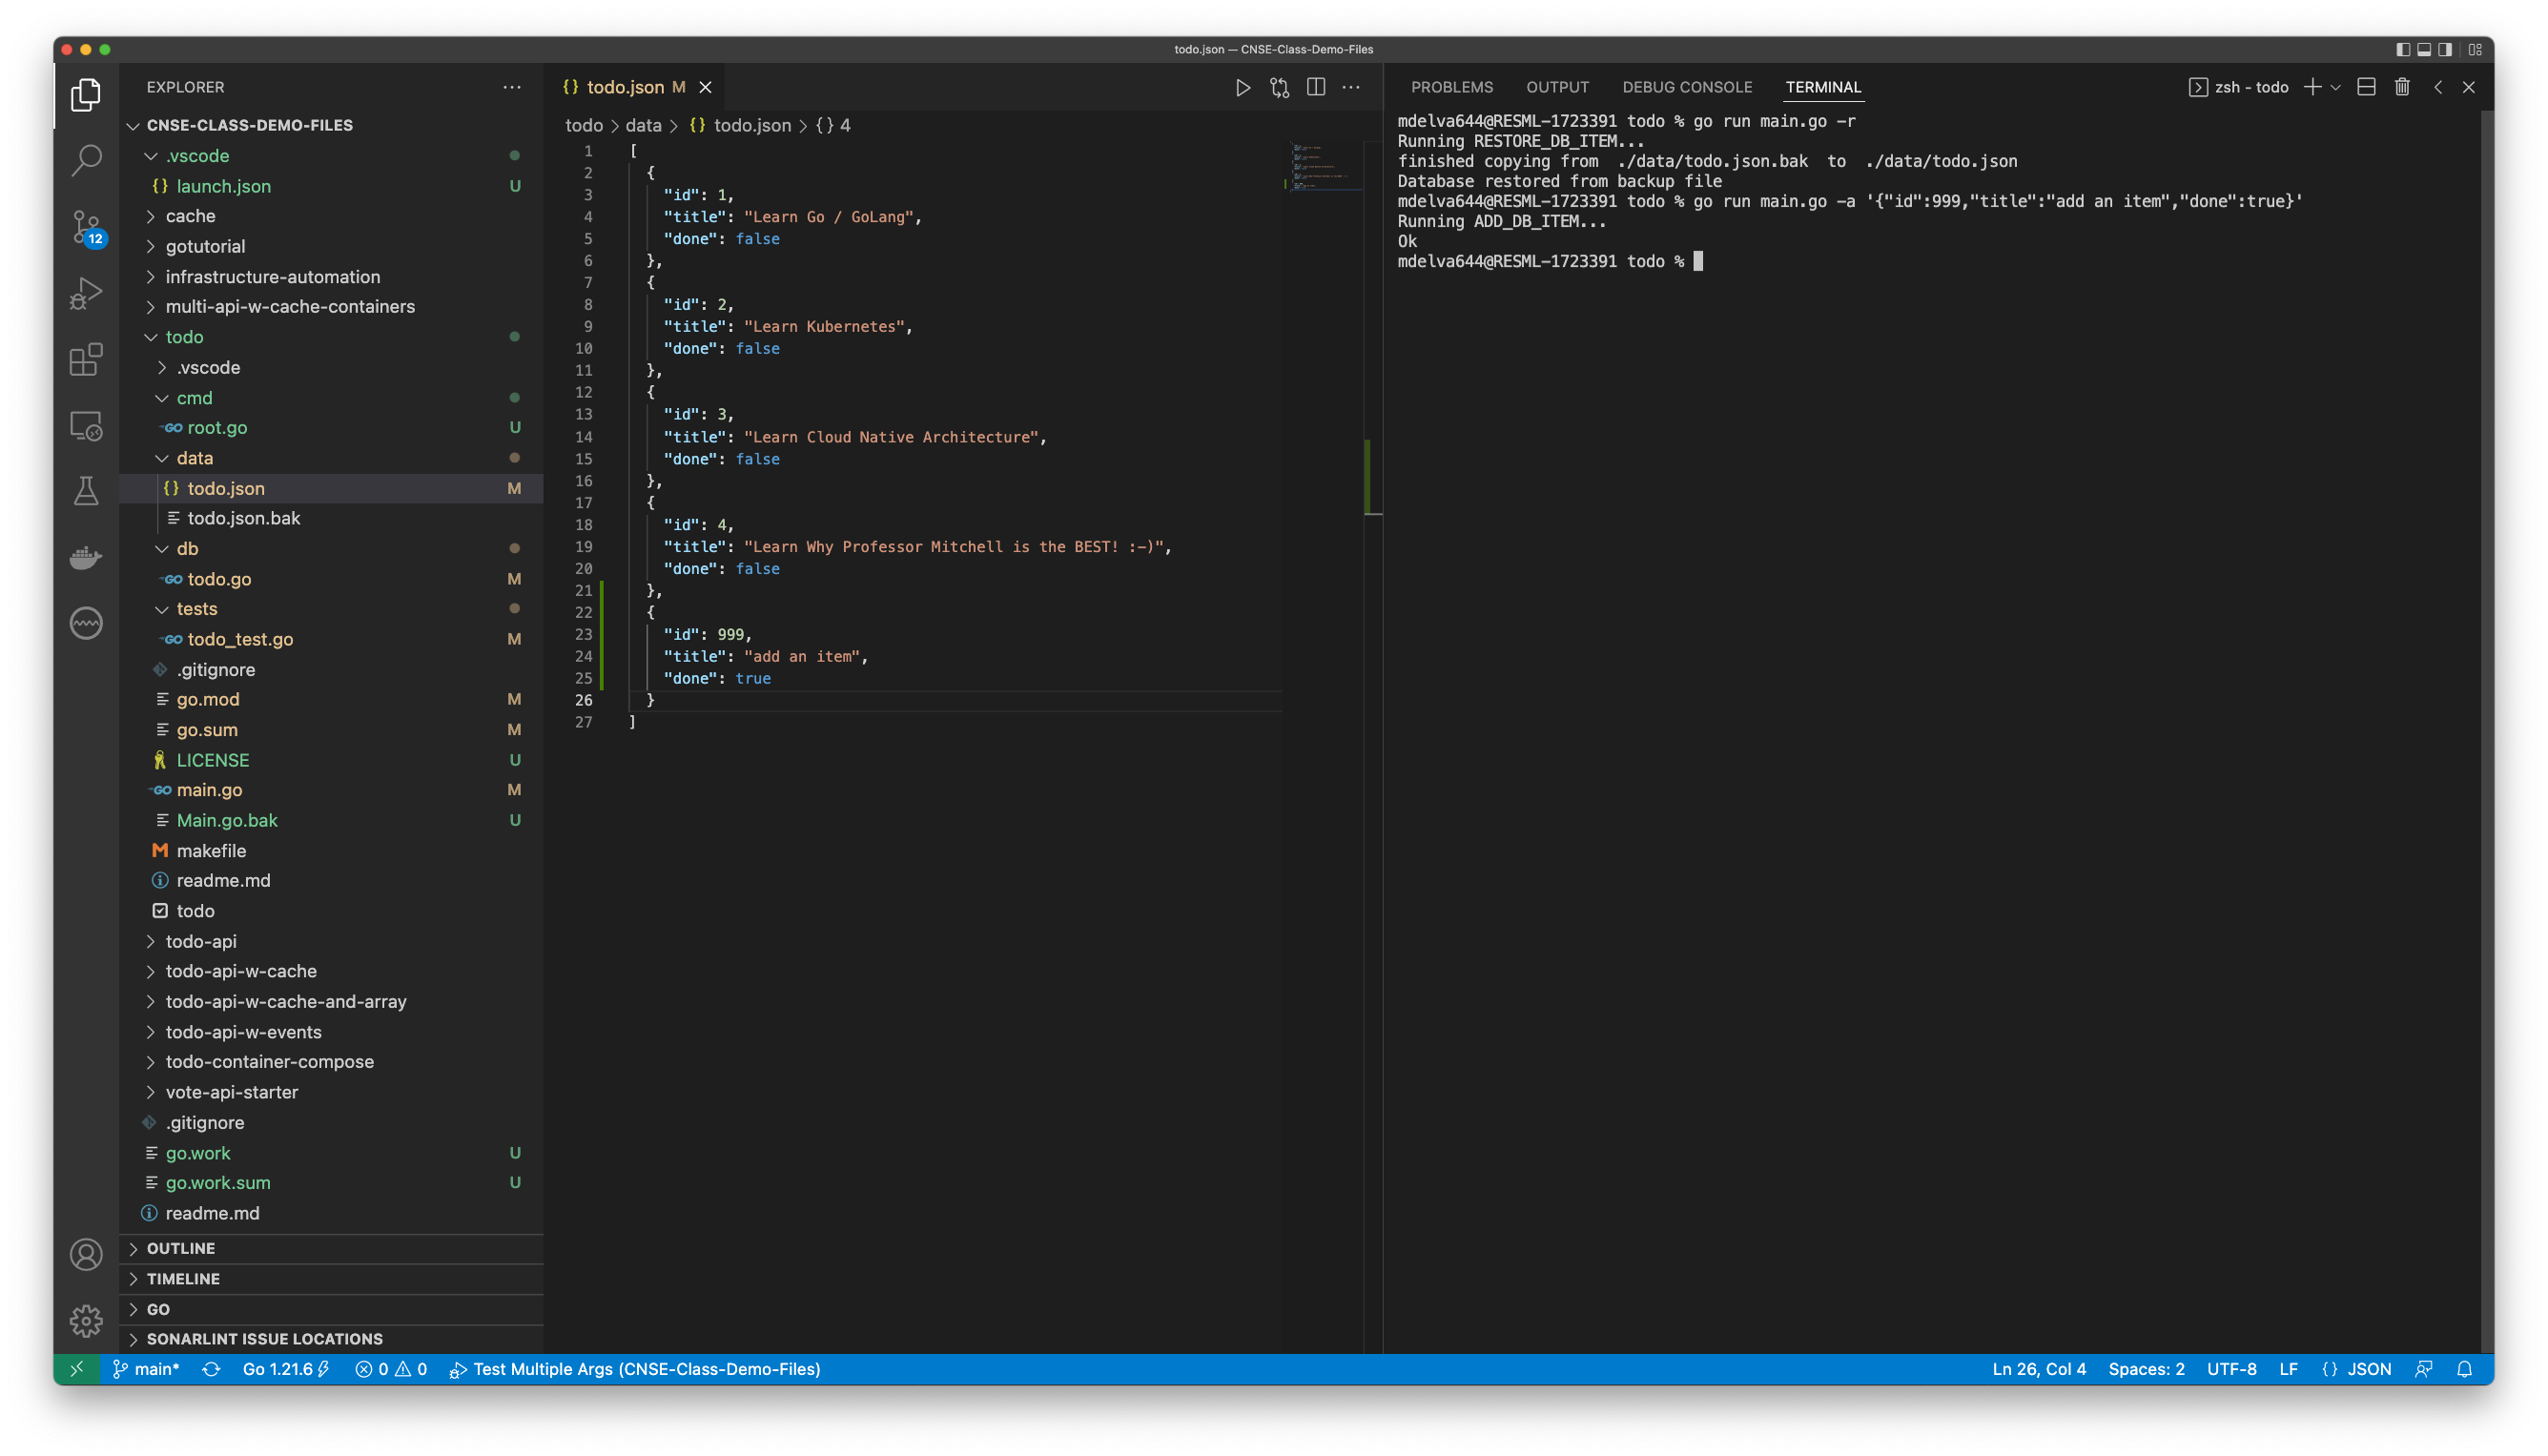 todo.json — CNSE-Class-Demo-Files
EXPLORER
CNSE-CLASS-DEMO-FILES
.vscode
{} launch.json U
cache
gotutorial
infrastructure-automation
multi-api-w-cache-containers
todo
.vscode
cmd
GO root.go U
data
{} todo.json M
todo.json.bak
db
GO todo.go M
tests
GO todo_test.go M
.gitignore
go.mod M
go.sum M
LICENSE U
GO main.go M
Main.go.bak U
M makefile
readme.md
todo
todo-api
todo-api-w-cache
todo-api-w-cache-and-array
todo-api-w-events
todo-container-compose
vote-api-starter
.gitignore
go.work U
go.work.sum U
readme.md
OUTLINE
TIMELINE
GO
SONARLINT ISSUE LOCATIONS
12
{} todo.json M
todo > data > {} todo.json > {} 4
1 [
2 {
3 "id": 1,
4 "title": "Learn Go / GoLang",
5 "done": false
6 },
7 {
8 "id": 2,
9 "title": "Learn Kubernetes",
10 "done": false
11 },
12 {
13 "id": 3,
14 "title": "Learn Cloud Native Architecture",
15 "done": false
16 },
17 {
18 "id": 4,
19 "title": "Learn Why Professor Mitchell is the BEST! :-)",
20 "done": false
21 },
22 {
23 "id": 999,
24 "title": "add an item",
25 "done": true
26 }
27 ]
PROBLEMS OUTPUT DEBUG CONSOLE TERMINAL zsh - todo
mdelva644@RESML-1723391 todo % go run main.go -r
Running RESTORE_DB_ITEM...
finished copying from  ./data/todo.json.bak  to  ./data/todo.json
Database restored from backup file
mdelva644@RESML-1723391 todo % go run main.go -a '{"id":999,"title":"add an item","done":true}'
Running ADD_DB_ITEM...
Ok
mdelva644@RESML-1723391 todo %
main* Go 1.21.6 0 0 Test Multiple Args (CNSE-Class-Demo-Files) Ln 26, Col 4 Spaces: 2 UTF-8 LF {} JSON